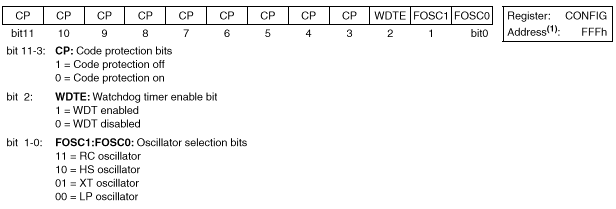 CP CP CP CP CP CP CP CP CP WDTE FOSC1 FOSC0
bit11 10 9 8 7 6 5 4 3 2 1 bit0
Register: CONFIG
Address(1): FFFh
bit 11-3: CP: Code protection bits
1 = Code protection off
0 = Code protection on
bit 2: WDTE: Watchdog timer enable bit
1 = WDT enabled
0 = WDT disabled
bit 1-0: FOSC1:FOSC0: Oscillator selection bits
11 = RC oscillator
10 = HS oscillator
01 = XT oscillator
00 = LP oscillator